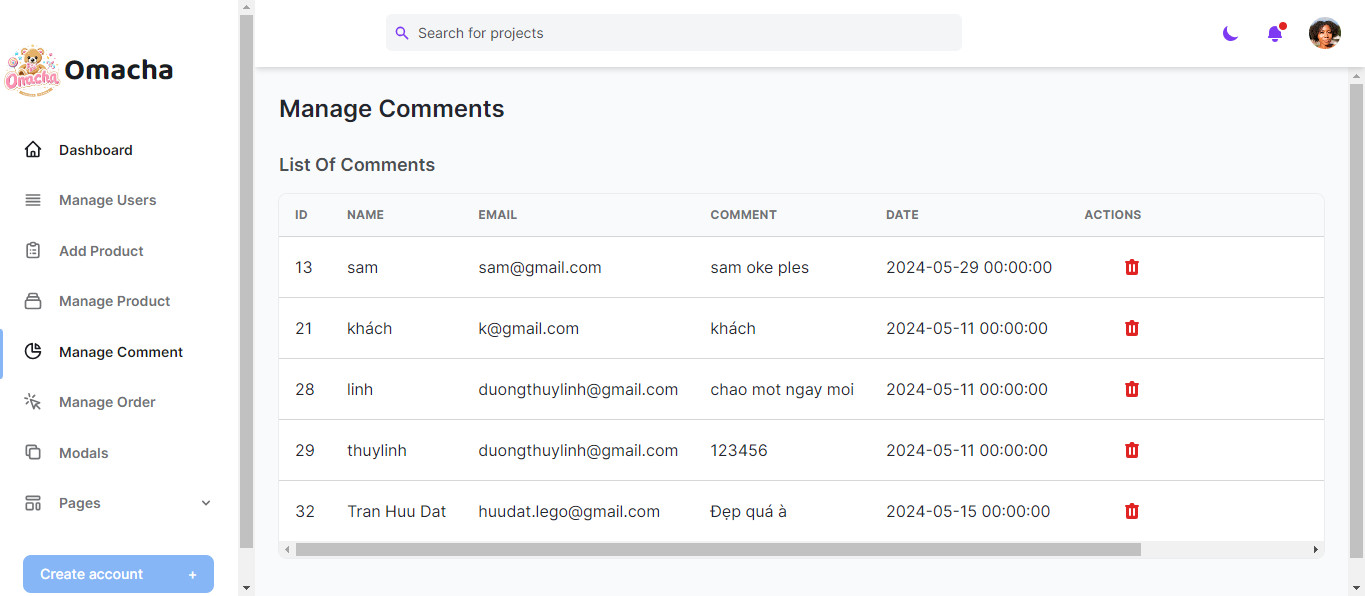 Search for projects
Omacha
Omacha
Dashboard
Manage Users
Add Product
Manage Product
Manage Comment
Manage Order
Modals
Pages
Create account +
Manage Comments
List Of Comments
ID NAME EMAIL COMMENT DATE ACTIONS
13 sam sam@gmail.com sam oke ples 2024-05-29 00:00:00
21 khách k@gmail.com khách 2024-05-11 00:00:00
28 linh duongthuylinh@gmail.com chao mot ngay moi 2024-05-11 00:00:00
29 thuylinh duongthuylinh@gmail.com 123456 2024-05-11 00:00:00
32 Tran Huu Dat huudat.lego@gmail.com Đẹp quá à 2024-05-15 00:00:00